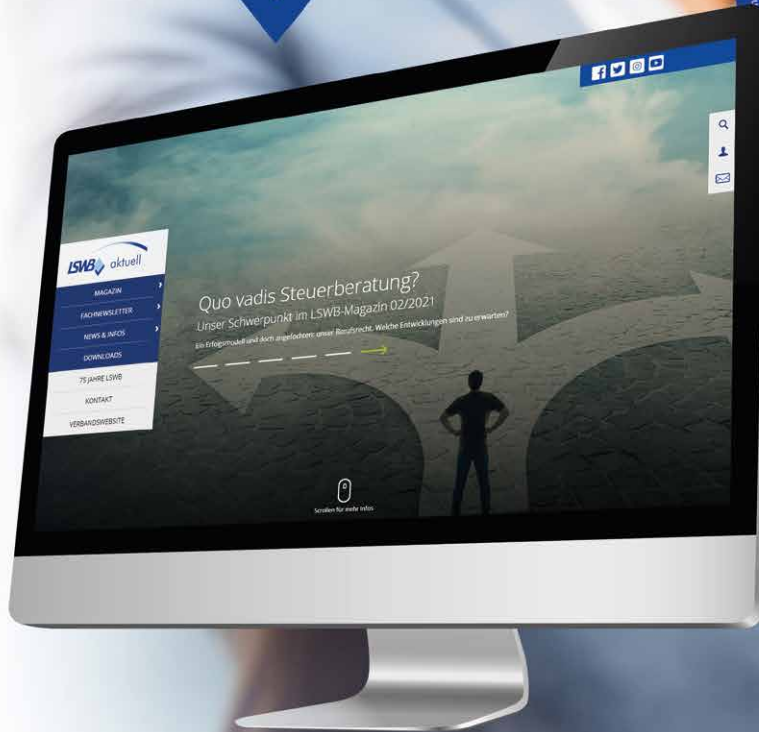 LSWB aktuell
MAGAZIN
FACHNEWSLETTER
NEWS & INFOS
DOWNLOADS
75 JAHRE LSWB
KONTAKT
VERBANDSWEBSITE
Quo vadis Steuerberatung?
Unser Schwerpunkt im LSWB-Magazin 02/2021
Ein Erfolgsmodell und doch angefochten: unser Berufsrecht. Welche Entwicklungen sind zu erwarten?
Scrollen für mehr Infos